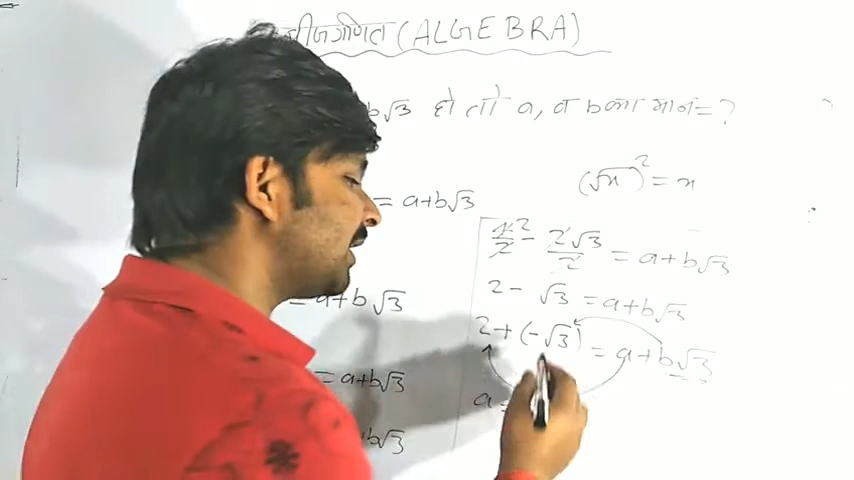 बीजगणित (ALGEBRA)
b√3 हो तो a, व b का मान = ?
(√x)² = x
= a+b√3
4²/2 - 2√3/2 = a+b√3
2 - √3 = a+b√3
= a+b√3
2 + (-√3) = a+b√3
= a+b√3
a =
b√3